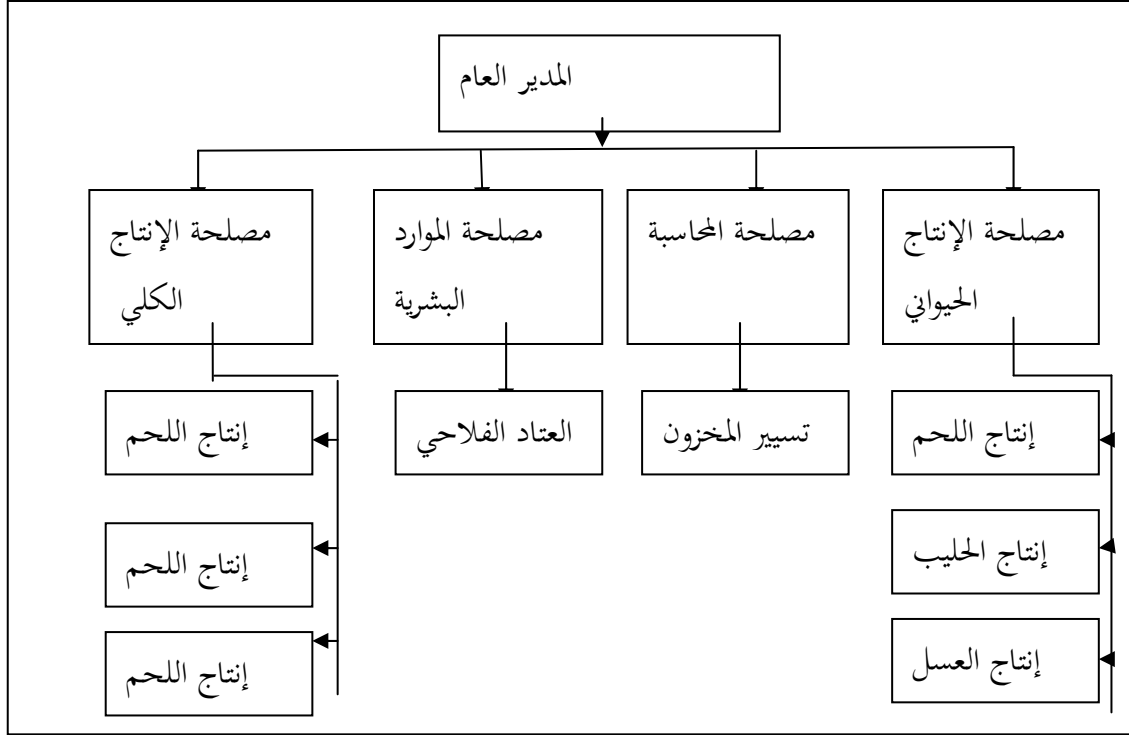 المدير العام
مصلحة الإنتاج
الحيواني
مصلحة المحاسبة
مصلحة الموارد
البشرية
مصلحة الإنتاج
الكلي
إنتاج اللحم
تسيير المخزون
العتاد الفلاحي
إنتاج اللحم
إنتاج الحليب
إنتاج اللحم
إنتاج العسل
إنتاج اللحم